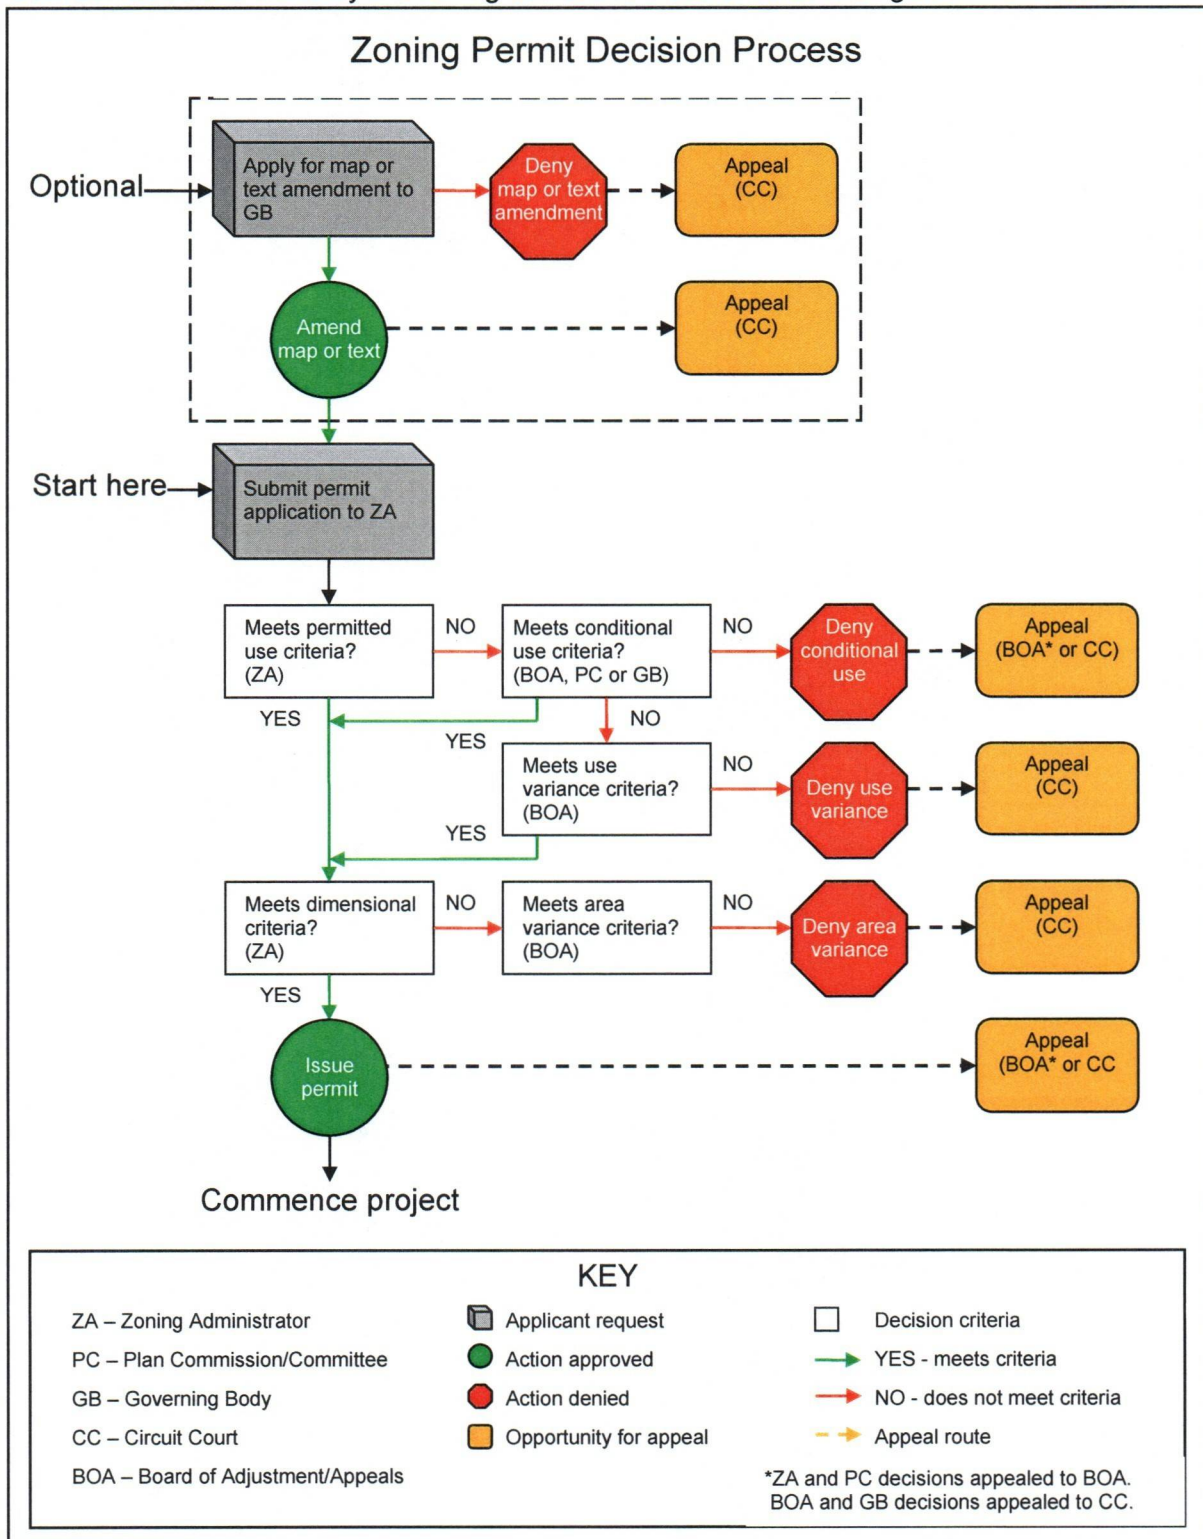 Zoning Permit Decision Process
Optional
Apply for map or
text amendment to
GB
Deny
map or text
amendment
Appeal
(CC)
Amend
map or text
Appeal
(CC)
Start here
Submit permit
application to ZA
Meets permitted
use criteria?
(ZA)
NO
Meets conditional
use criteria?
(BOA, PC or GB)
NO
Deny
conditional
use
Appeal
(BOA* or CC)
YES
YES
NO
Meets use
variance criteria?
(BOA)
NO
Deny use
variance
Appeal
(CC)
YES
Meets dimensional
criteria?
(ZA)
NO
Meets area
variance criteria?
(BOA)
NO
Deny area
variance
Appeal
(CC)
YES
Issue
permit
Appeal
(BOA* or CC
Commence project
KEY
ZA – Zoning Administrator
PC – Plan Commission/Committee
GB – Governing Body
CC – Circuit Court
BOA – Board of Adjustment/Appeals
Applicant request
Action approved
Action denied
Opportunity for appeal
Decision criteria
YES - meets criteria
NO - does not meet criteria
Appeal route
*ZA and PC decisions appealed to BOA.
BOA and GB decisions appealed to CC.